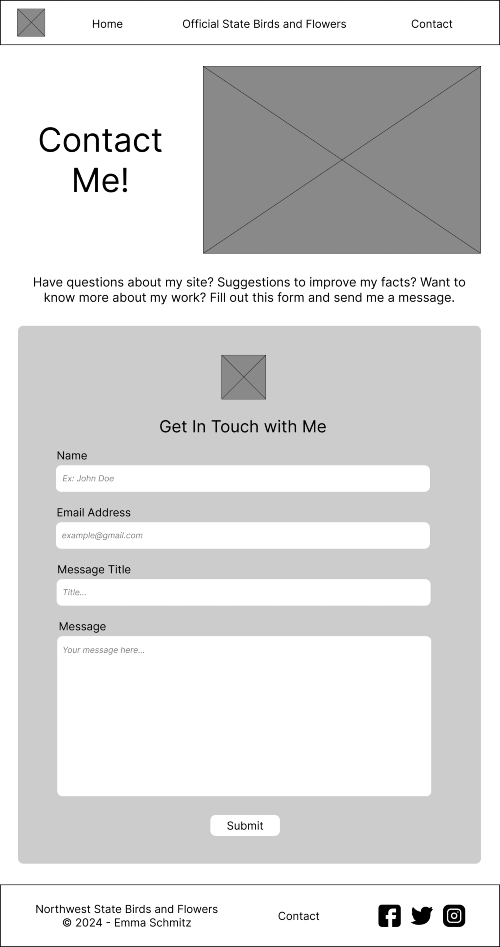 Home
Official State Birds and Flowers
Contact
Contact
Me!
Have questions about my site? Suggestions to improve my facts? Want to
know more about my work? Fill out this form and send me a message.
Get In Touch with Me
Name
Ex: John Doe
Email Address
example@gmail.com
Message Title
Title...
Message
Your message here...
Submit
Northwest State Birds and Flowers
© 2024 - Emma Schmitz
Contact